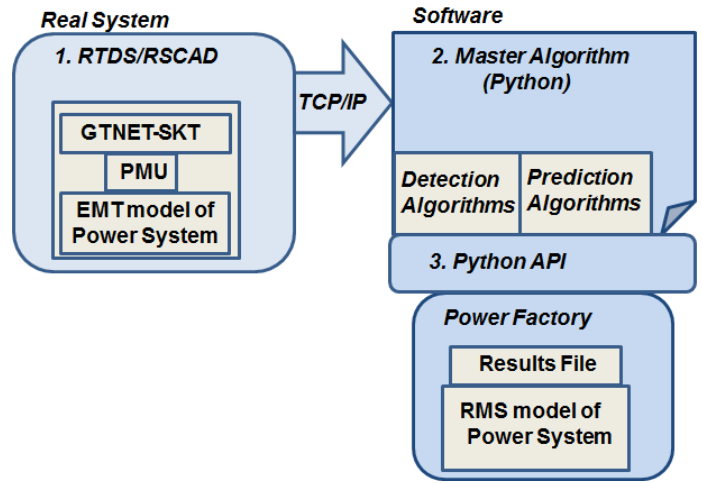 Real System
1. RTDS/RSCAD
GTNET-SKT
PMU
EMT model of
Power System
TCP/IP
Software
2. Master Algorithm
(Python)
Detection
Algorithms
Prediction
Algorithms
3. Python API
Power Factory
Results File
RMS model of
Power System